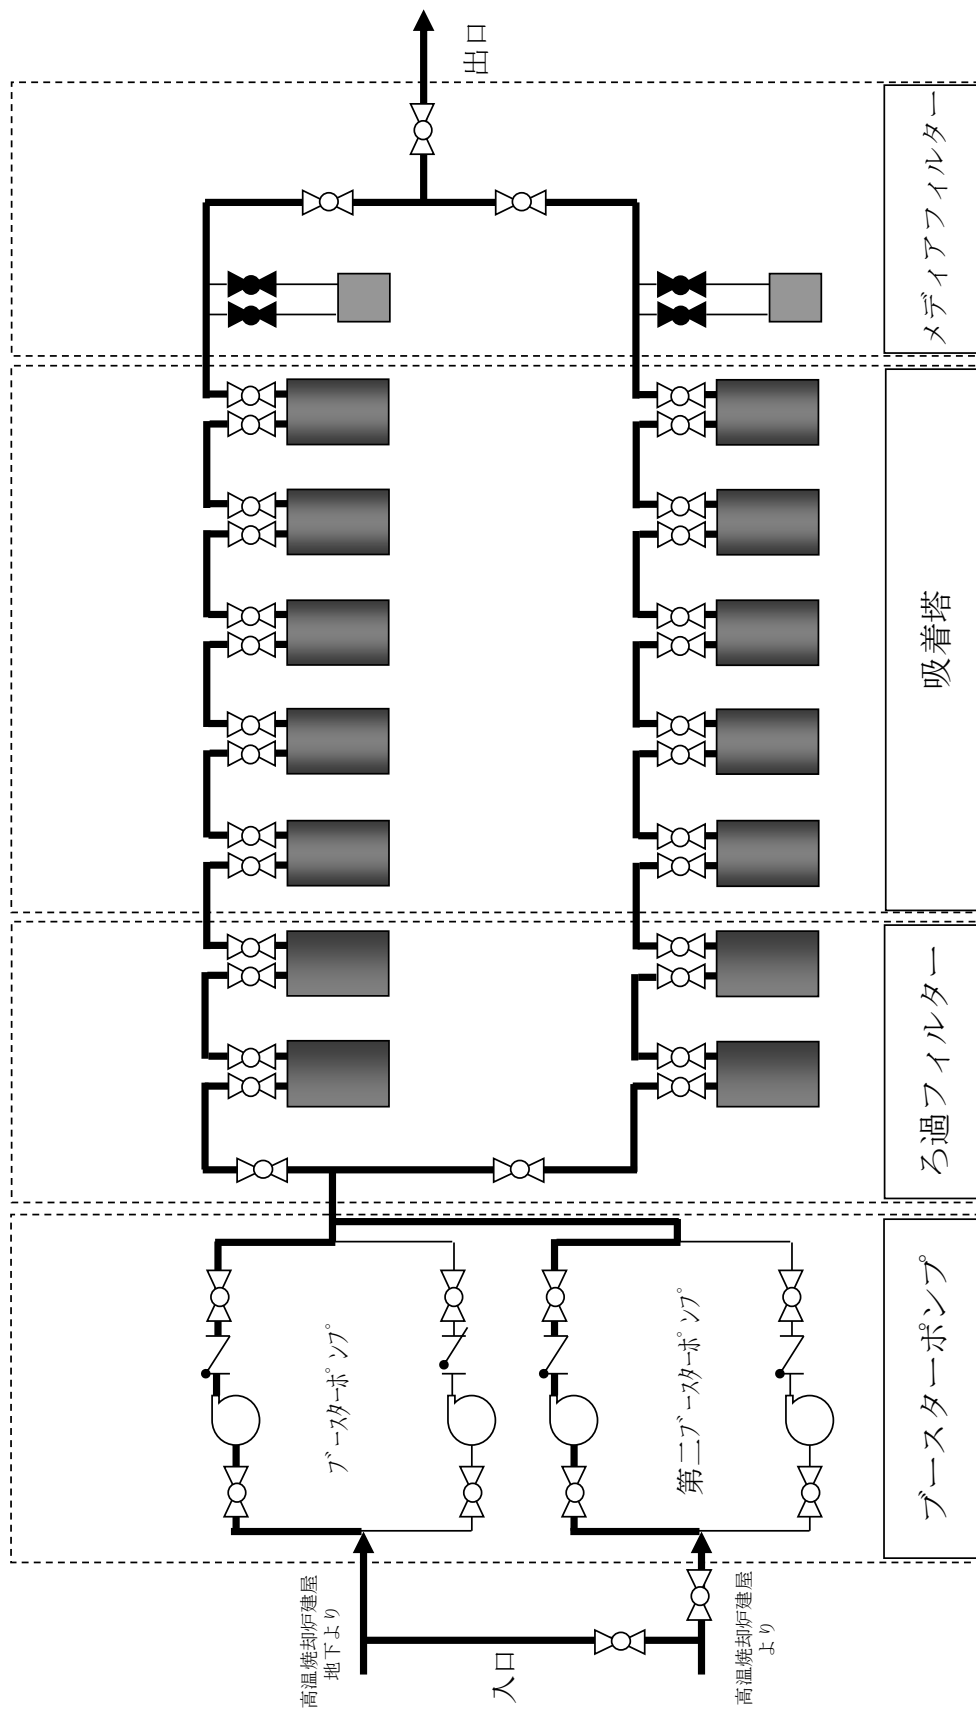 出口
メディアフィルター
吸着塔
ろ過フィルター
ブースターポンプ
ブースターポンプ
第二ブースターポンプ
高温焼却炉建屋
地下より
入口
高温焼却炉建屋
より